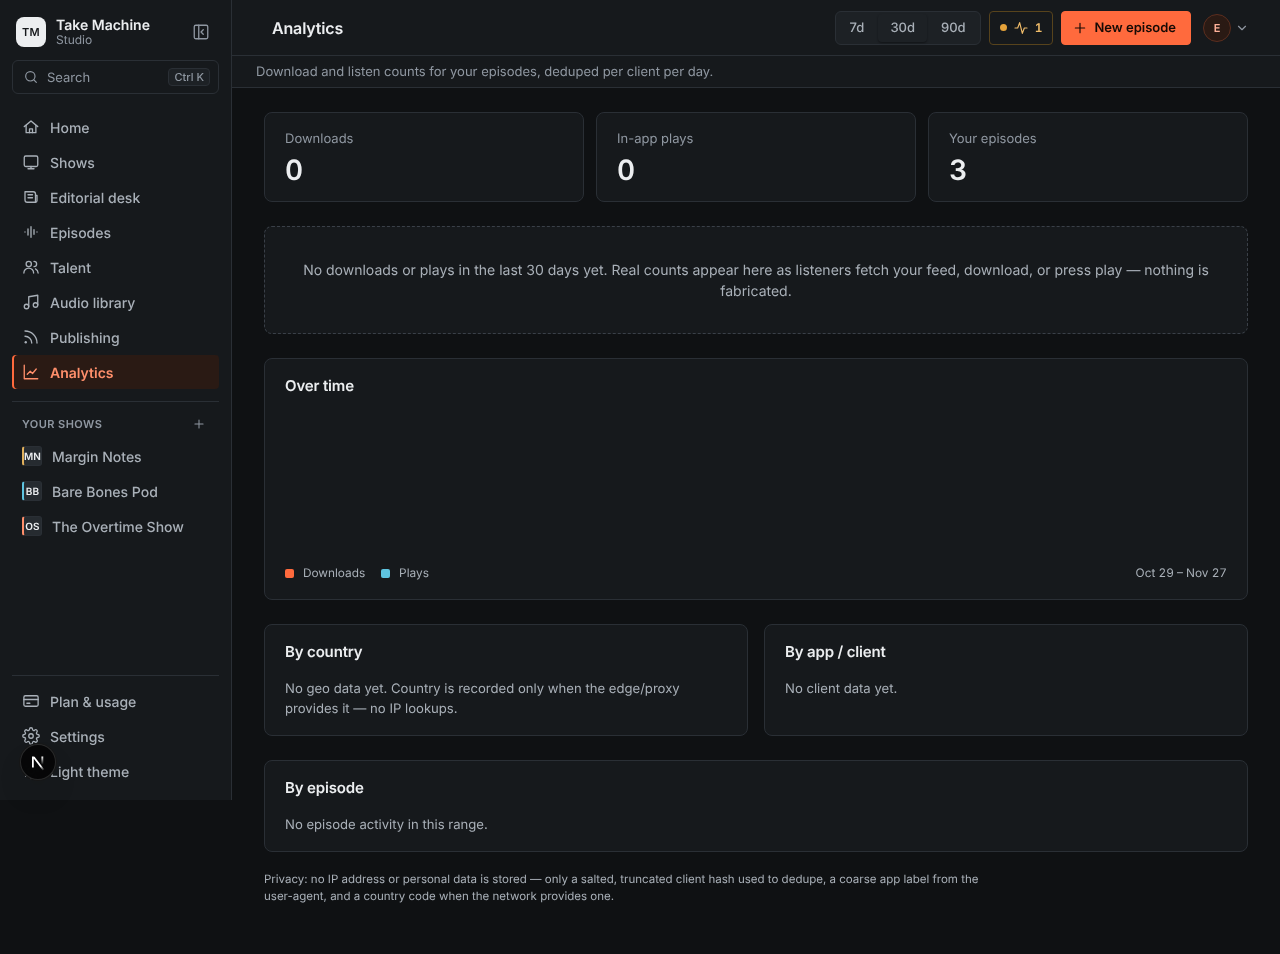 TM
Take Machine
Studio
Search
Ctrl K
Home
Shows
Editorial desk
Episodes
Talent
Audio library
Publishing
Analytics
YOUR SHOWS
MN
Margin Notes
BB
Bare Bones Pod
OS
The Overtime Show
Plan & usage
Settings
N
Light theme
Analytics
7d
30d
90d
1
New episode
E
Download and listen counts for your episodes, deduped per client per day.
Downloads
0
In-app plays
0
Your episodes
3
No downloads or plays in the last 30 days yet. Real counts appear here as listeners fetch your feed, download, or press play — nothing is
fabricated.
Over time
Downloads
Plays
Oct 29 – Nov 27
By country
No geo data yet. Country is recorded only when the edge/proxy
provides it — no IP lookups.
By app / client
No client data yet.
By episode
No episode activity in this range.
Privacy: no IP address or personal data is stored — only a salted, truncated client hash used to dedupe, a coarse app label from the
user-agent, and a country code when the network provides one.